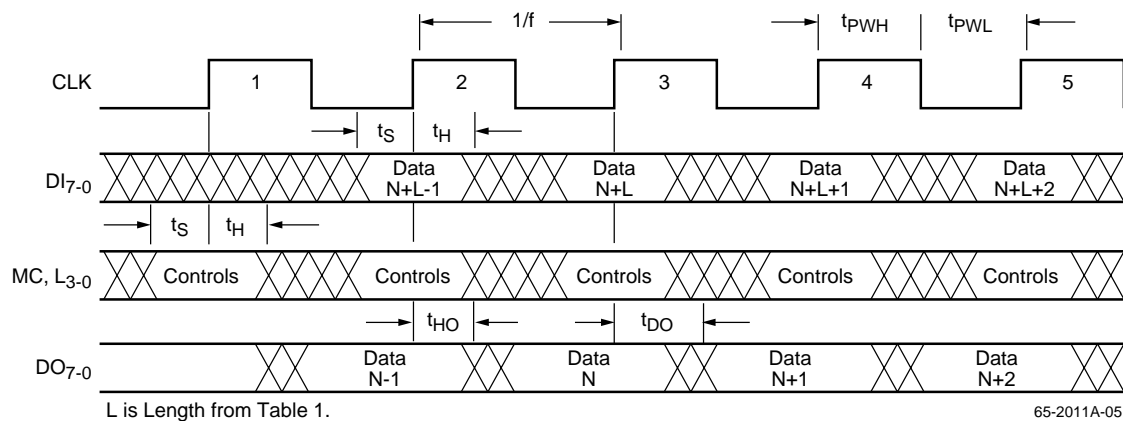 1/f tPWH tPWL
CLK 1 2 3 4 5
tS tH
DI7-0 Data N+L-1 Data N+L Data N+L+1 Data N+L+2
tS tH
MC, L3-0 Controls Controls Controls Controls Controls
tHO tDO
DO7-0 Data N-1 Data N Data N+1 Data N+2
L is Length from Table 1. 65-2011A-05